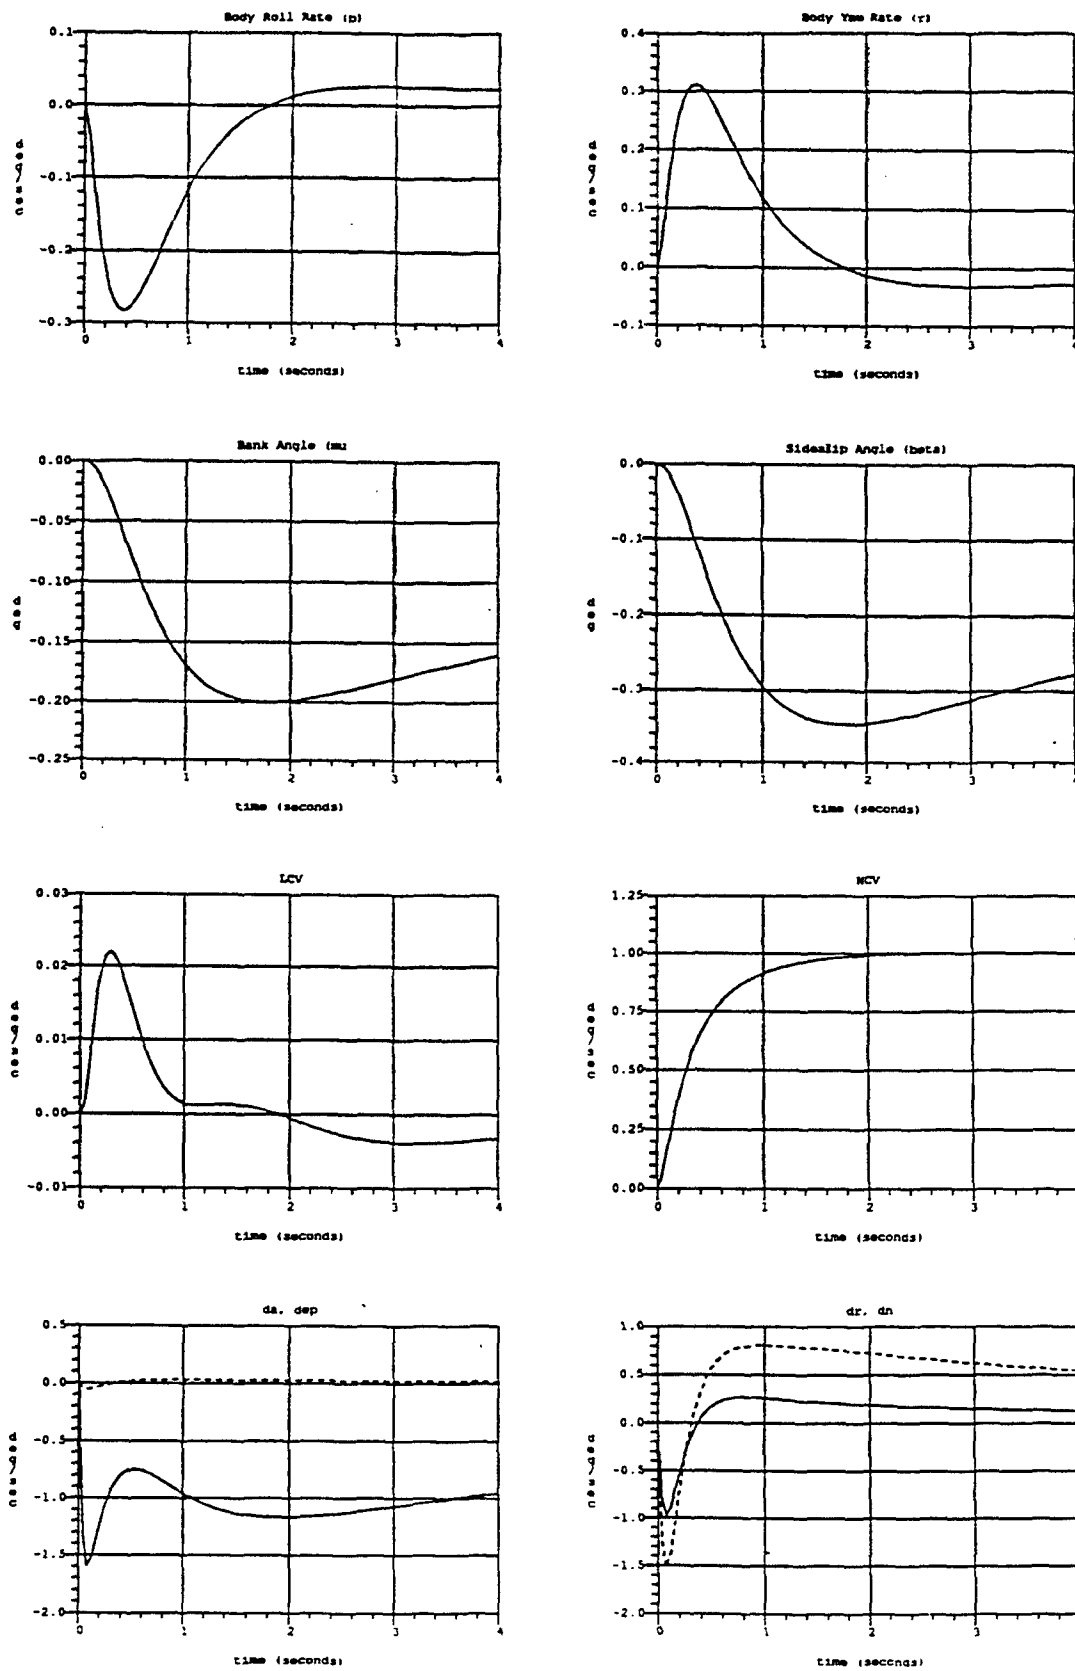 Body Roll Rate (p)
0.1
0.0
-0.1
-0.2
-0.3
0 1 2 3 4
time (seconds)
Body Yaw Rate (r)
0.4
0.3
0.2
0.1
0.0
-0.1
0 1 2 3 4
time (seconds)
Bank Angle (mu
0.00
-0.05
-0.10
-0.15
-0.20
-0.25
deg
0 1 2 3 4
time (seconds)
Sideslip Angle (beta)
0.0
-0.1
-0.2
-0.3
-0.4
deg
0 1 2 3 4
time (seconds)
LCV
0.03
0.02
0.01
0.00
-0.01
0 1 2 3 4
time (seconds)
NCV
1.25
1.00
0.75
0.50
0.25
0.00
0 1 2 3 4
time (seconds)
da, dep
0.5
0.0
-0.5
-1.0
-1.5
-2.0
0 1 2 3 4
time (seconds)
dr, dn
1.0
0.5
0.0
-0.5
-1.0
-1.5
-2.0
0 1 2 3 4
time (seconds)